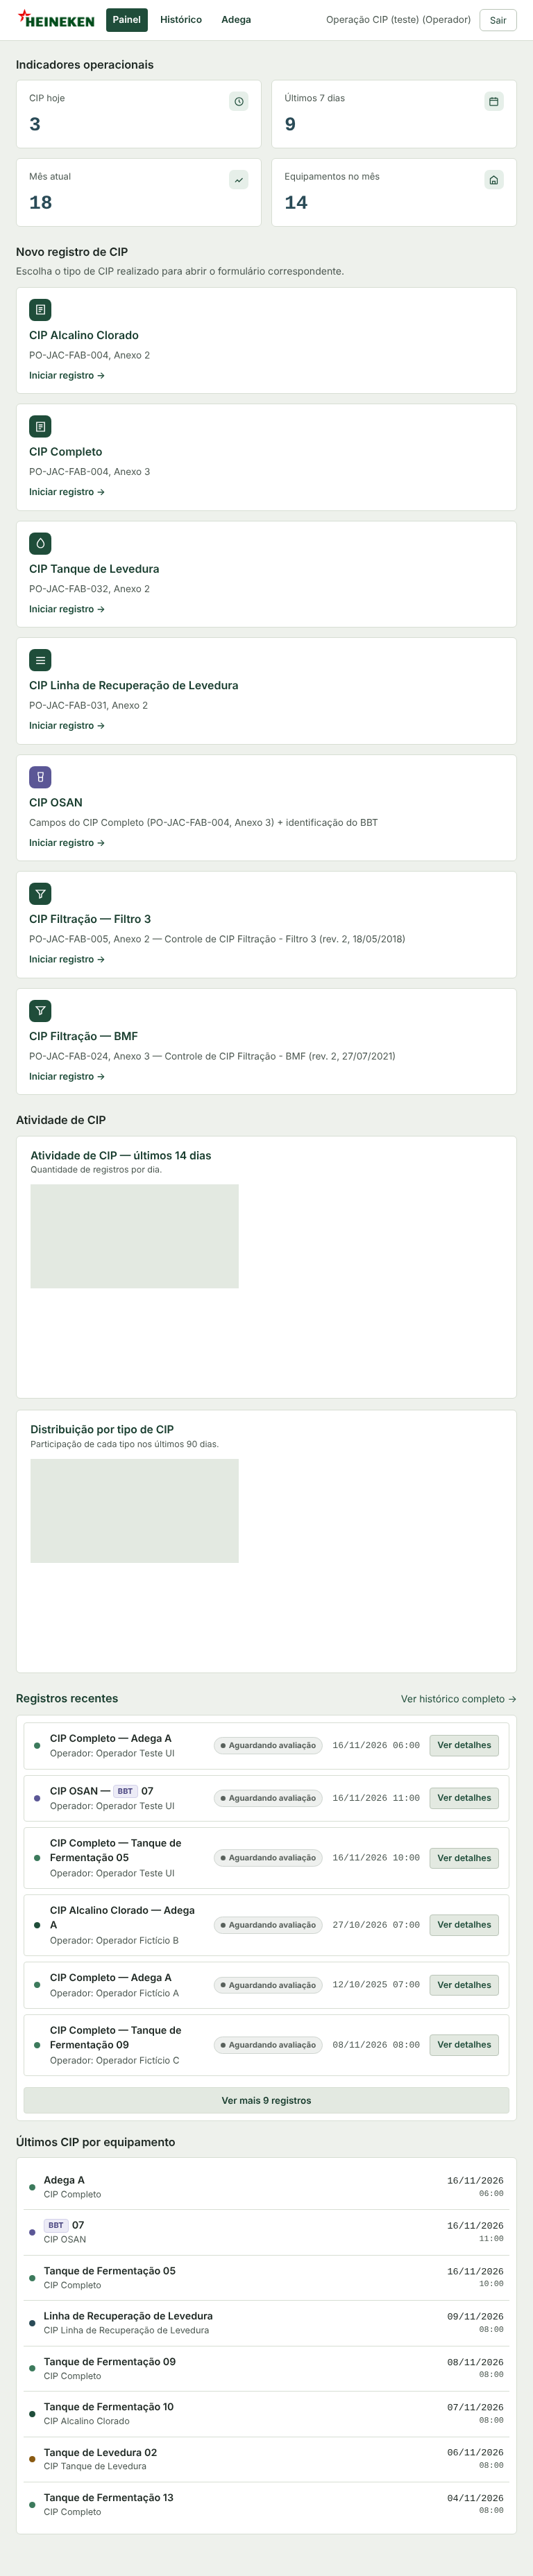 HEINEKEN
Painel
Histórico
Adega
Operação CIP (teste) (Operador)
Sair
Indicadores operacionais
CIP hoje
3
Últimos 7 dias
9
Mês atual
18
Equipamentos no mês
14
Novo registro de CIP
Escolha o tipo de CIP realizado para abrir o formulário correspondente.
CIP Alcalino Clorado
PO-JAC-FAB-004, Anexo 2
Iniciar registro →
CIP Completo
PO-JAC-FAB-004, Anexo 3
Iniciar registro →
CIP Tanque de Levedura
PO-JAC-FAB-032, Anexo 2
Iniciar registro →
CIP Linha de Recuperação de Levedura
PO-JAC-FAB-031, Anexo 2
Iniciar registro →
CIP OSAN
Campos do CIP Completo (PO-JAC-FAB-004, Anexo 3) + identificação do BBT
Iniciar registro →
CIP Filtração — Filtro 3
PO-JAC-FAB-005, Anexo 2 — Controle de CIP Filtração - Filtro 3 (rev. 2, 18/05/2018)
Iniciar registro →
CIP Filtração — BMF
PO-JAC-FAB-024, Anexo 3 — Controle de CIP Filtração - BMF (rev. 2, 27/07/2021)
Iniciar registro →
Atividade de CIP
Atividade de CIP — últimos 14 dias
Quantidade de registros por dia.
Distribuição por tipo de CIP
Participação de cada tipo nos últimos 90 dias.
Registros recentes
Ver histórico completo →
CIP Completo — Adega A
Operador: Operador Teste UI
Aguardando avaliação
16/11/2026 06:00
Ver detalhes
CIP OSAN — BBT 07
Operador: Operador Teste UI
Aguardando avaliação
16/11/2026 11:00
Ver detalhes
CIP Completo — Tanque de
Fermentação 05
Operador: Operador Teste UI
Aguardando avaliação
16/11/2026 10:00
Ver detalhes
CIP Alcalino Clorado — Adega
A
Operador: Operador Fictício B
Aguardando avaliação
27/10/2026 07:00
Ver detalhes
CIP Completo — Adega A
Operador: Operador Fictício A
Aguardando avaliação
12/10/2025 07:00
Ver detalhes
CIP Completo — Tanque de
Fermentação 09
Operador: Operador Fictício C
Aguardando avaliação
08/11/2026 08:00
Ver detalhes
Ver mais 9 registros
Últimos CIP por equipamento
Adega A
CIP Completo
16/11/2026
06:00
BBT 07
CIP OSAN
16/11/2026
11:00
Tanque de Fermentação 05
CIP Completo
16/11/2026
10:00
Linha de Recuperação de Levedura
CIP Linha de Recuperação de Levedura
09/11/2026
08:00
Tanque de Fermentação 09
CIP Completo
08/11/2026
08:00
Tanque de Fermentação 10
CIP Alcalino Clorado
07/11/2026
08:00
Tanque de Levedura 02
CIP Tanque de Levedura
06/11/2026
08:00
Tanque de Fermentação 13
CIP Completo
04/11/2026
08:00